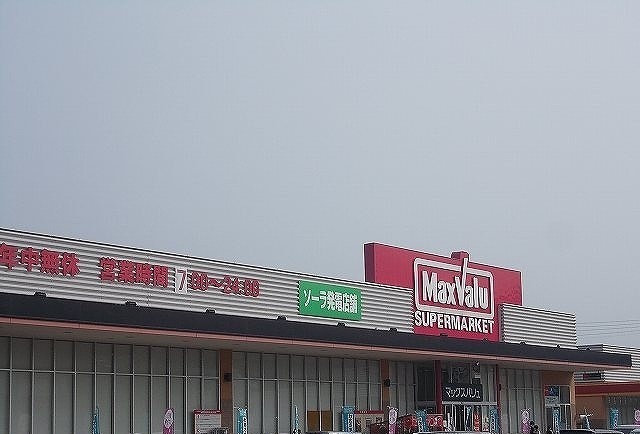 年中無休 営業時間 7:00～24:00
ソーラ発電店舗
MaxValu
SUPERMARKET
マックスバリュ